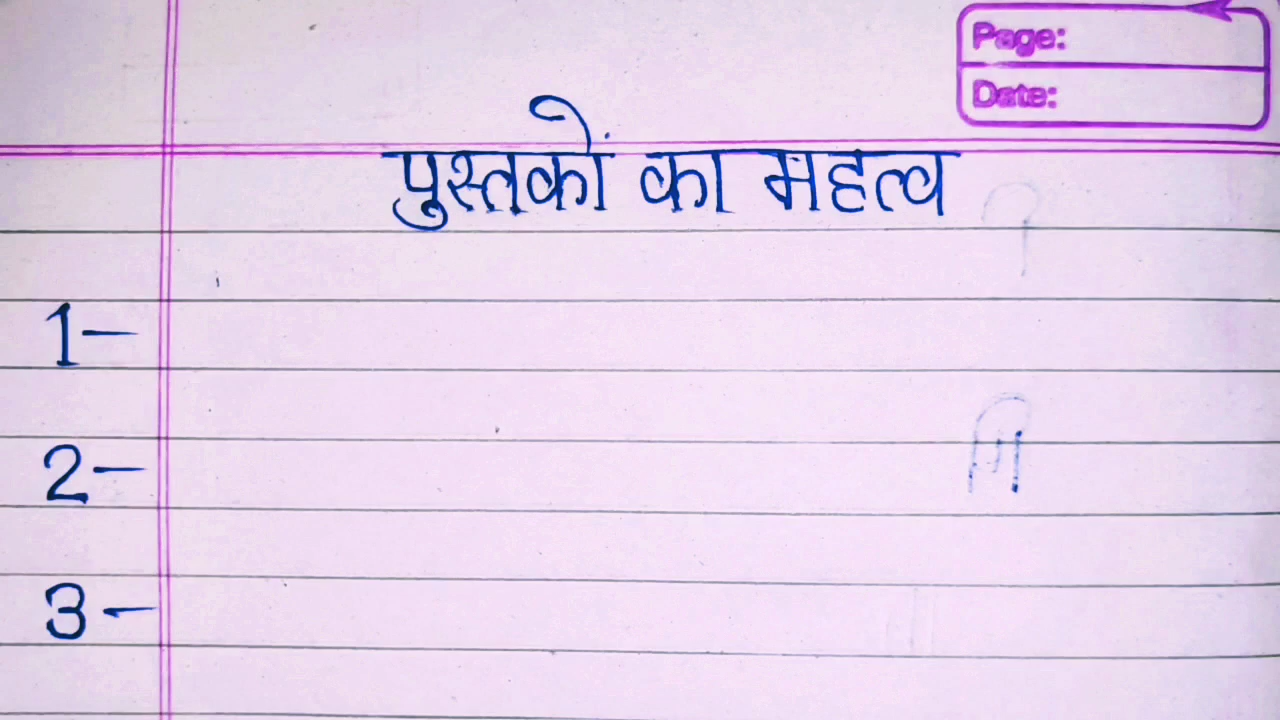 Page:
Date:
पुस्तकों का महत्व
1-
2-
3-